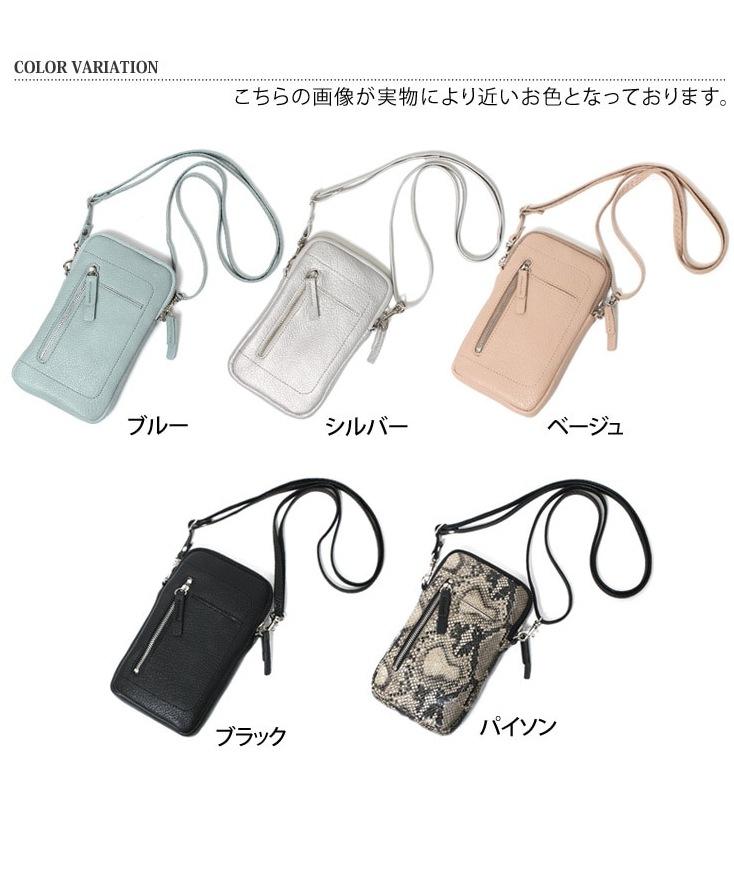 COLOR VARIATION
こちらの画像が実物により近いお色となっております。
ブルー
シルバー
ベージュ
ブラック
パイソン